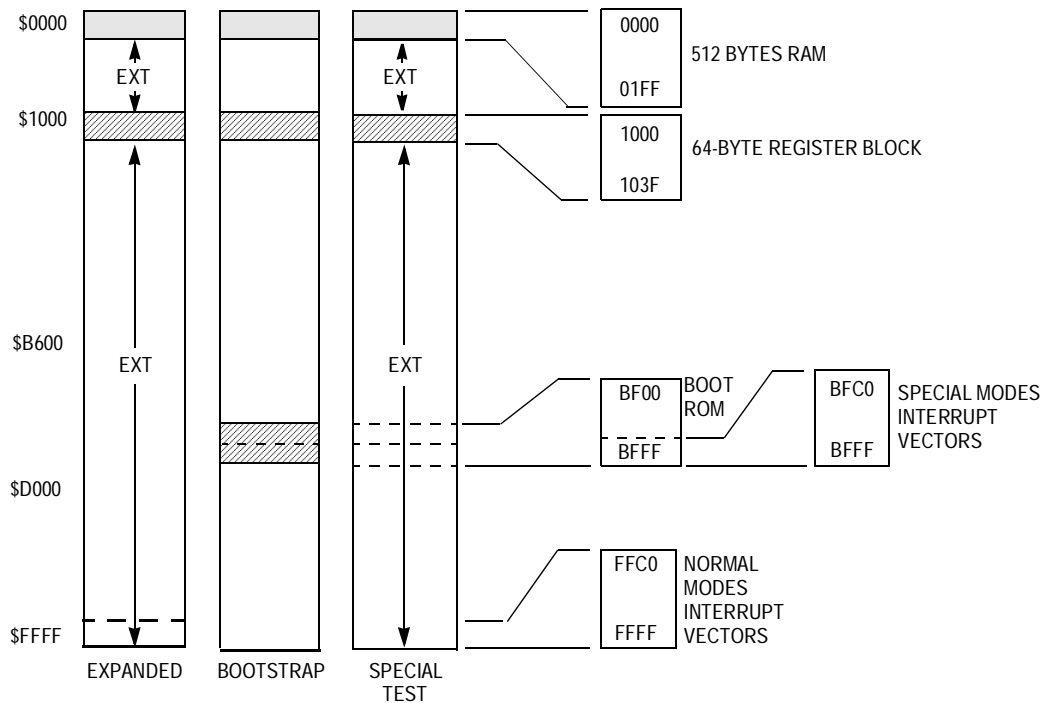 $0000
EXT
EXT
0000
512 BYTES RAM
01FF
$1000
1000
64-BYTE REGISTER BLOCK
103F
$B600
EXT
EXT
BF00
BOOT
ROM
BFFF
BFC0
SPECIAL MODES
INTERRUPT
VECTORS
BFFF
$D000
FFC0
NORMAL
MODES
INTERRUPT
VECTORS
FFFF
$FFFF
EXPANDED
BOOTSTRAP
SPECIAL
TEST